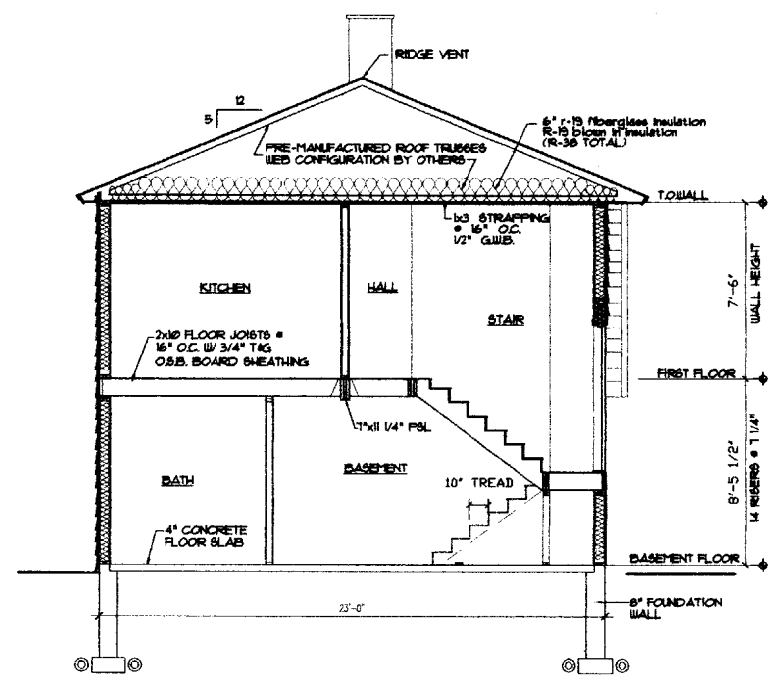 RIDGE VENT
12
5
6" r-19 fiberglass insulation
R-19 blown in insulation
(R-38 TOTAL)
PRE-MANUFACTURED ROOF TRUSSES
WEB CONFIGURATION BY OTHERS
T.O.WALL
1x3 STRAPPING
@ 16" O.C.
1/2" G.W.B.
KITCHEN
HALL
STAIR
7'-6"
WALL HEIGHT
2x10 FLOOR JOISTS @
16" O.C. W/ 3/4" T&G
O.S.B. BOARD SHEATHING
FIRST FLOOR
7"x11 1/4" PSL
BASEMENT
BATH
10" TREAD
8'-5 1/2"
14 RISERS @ 7 1/4"
4" CONCRETE
FLOOR SLAB
BASEMENT FLOOR
23'-0"
8" FOUNDATION
WALL